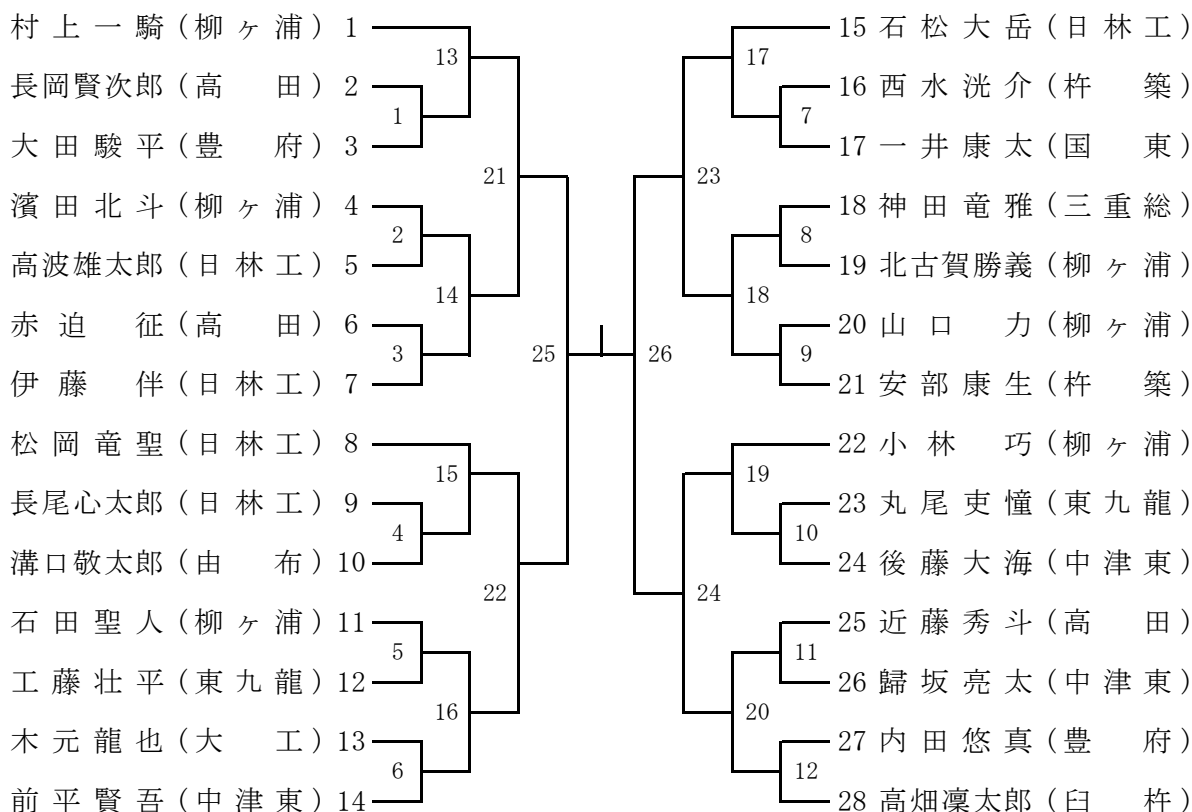 村上一騎(柳ヶ浦) 1
13
長岡賢次郎(高　田) 2
1
大田駿平(豊　府) 3
21
濱田北斗(柳ヶ浦) 4
2
高波雄太郎(日林工) 5
14
赤迫　征(高　田) 6
3
25
伊藤　伴(日林工) 7
松岡竜聖(日林工) 8
15
長尾心太郎(日林工) 9
4
溝口敬太郎(由　布) 10
22
石田聖人(柳ヶ浦) 11
5
工藤壮平(東九龍) 12
16
木元龍也(大　工) 13
6
前平賢吾(中津東) 14
15 石松大岳(日林工)
17
16 西水洸介(杵　築)
7
17 一井康太(国　東)
23
18 神田竜雅(三重総)
8
19 北古賀勝義(柳ヶ浦)
18
20 山口　力(柳ヶ浦)
26
9
21 安部康生(杵　築)
22 小林　巧(柳ヶ浦)
19
23 丸尾吏憧(東九龍)
10
24 後藤大海(中津東)
24
25 近藤秀斗(高　田)
11
26 歸坂亮太(中津東)
20
27 内田悠真(豊　府)
12
28 高畑凜太郎(臼　杵)